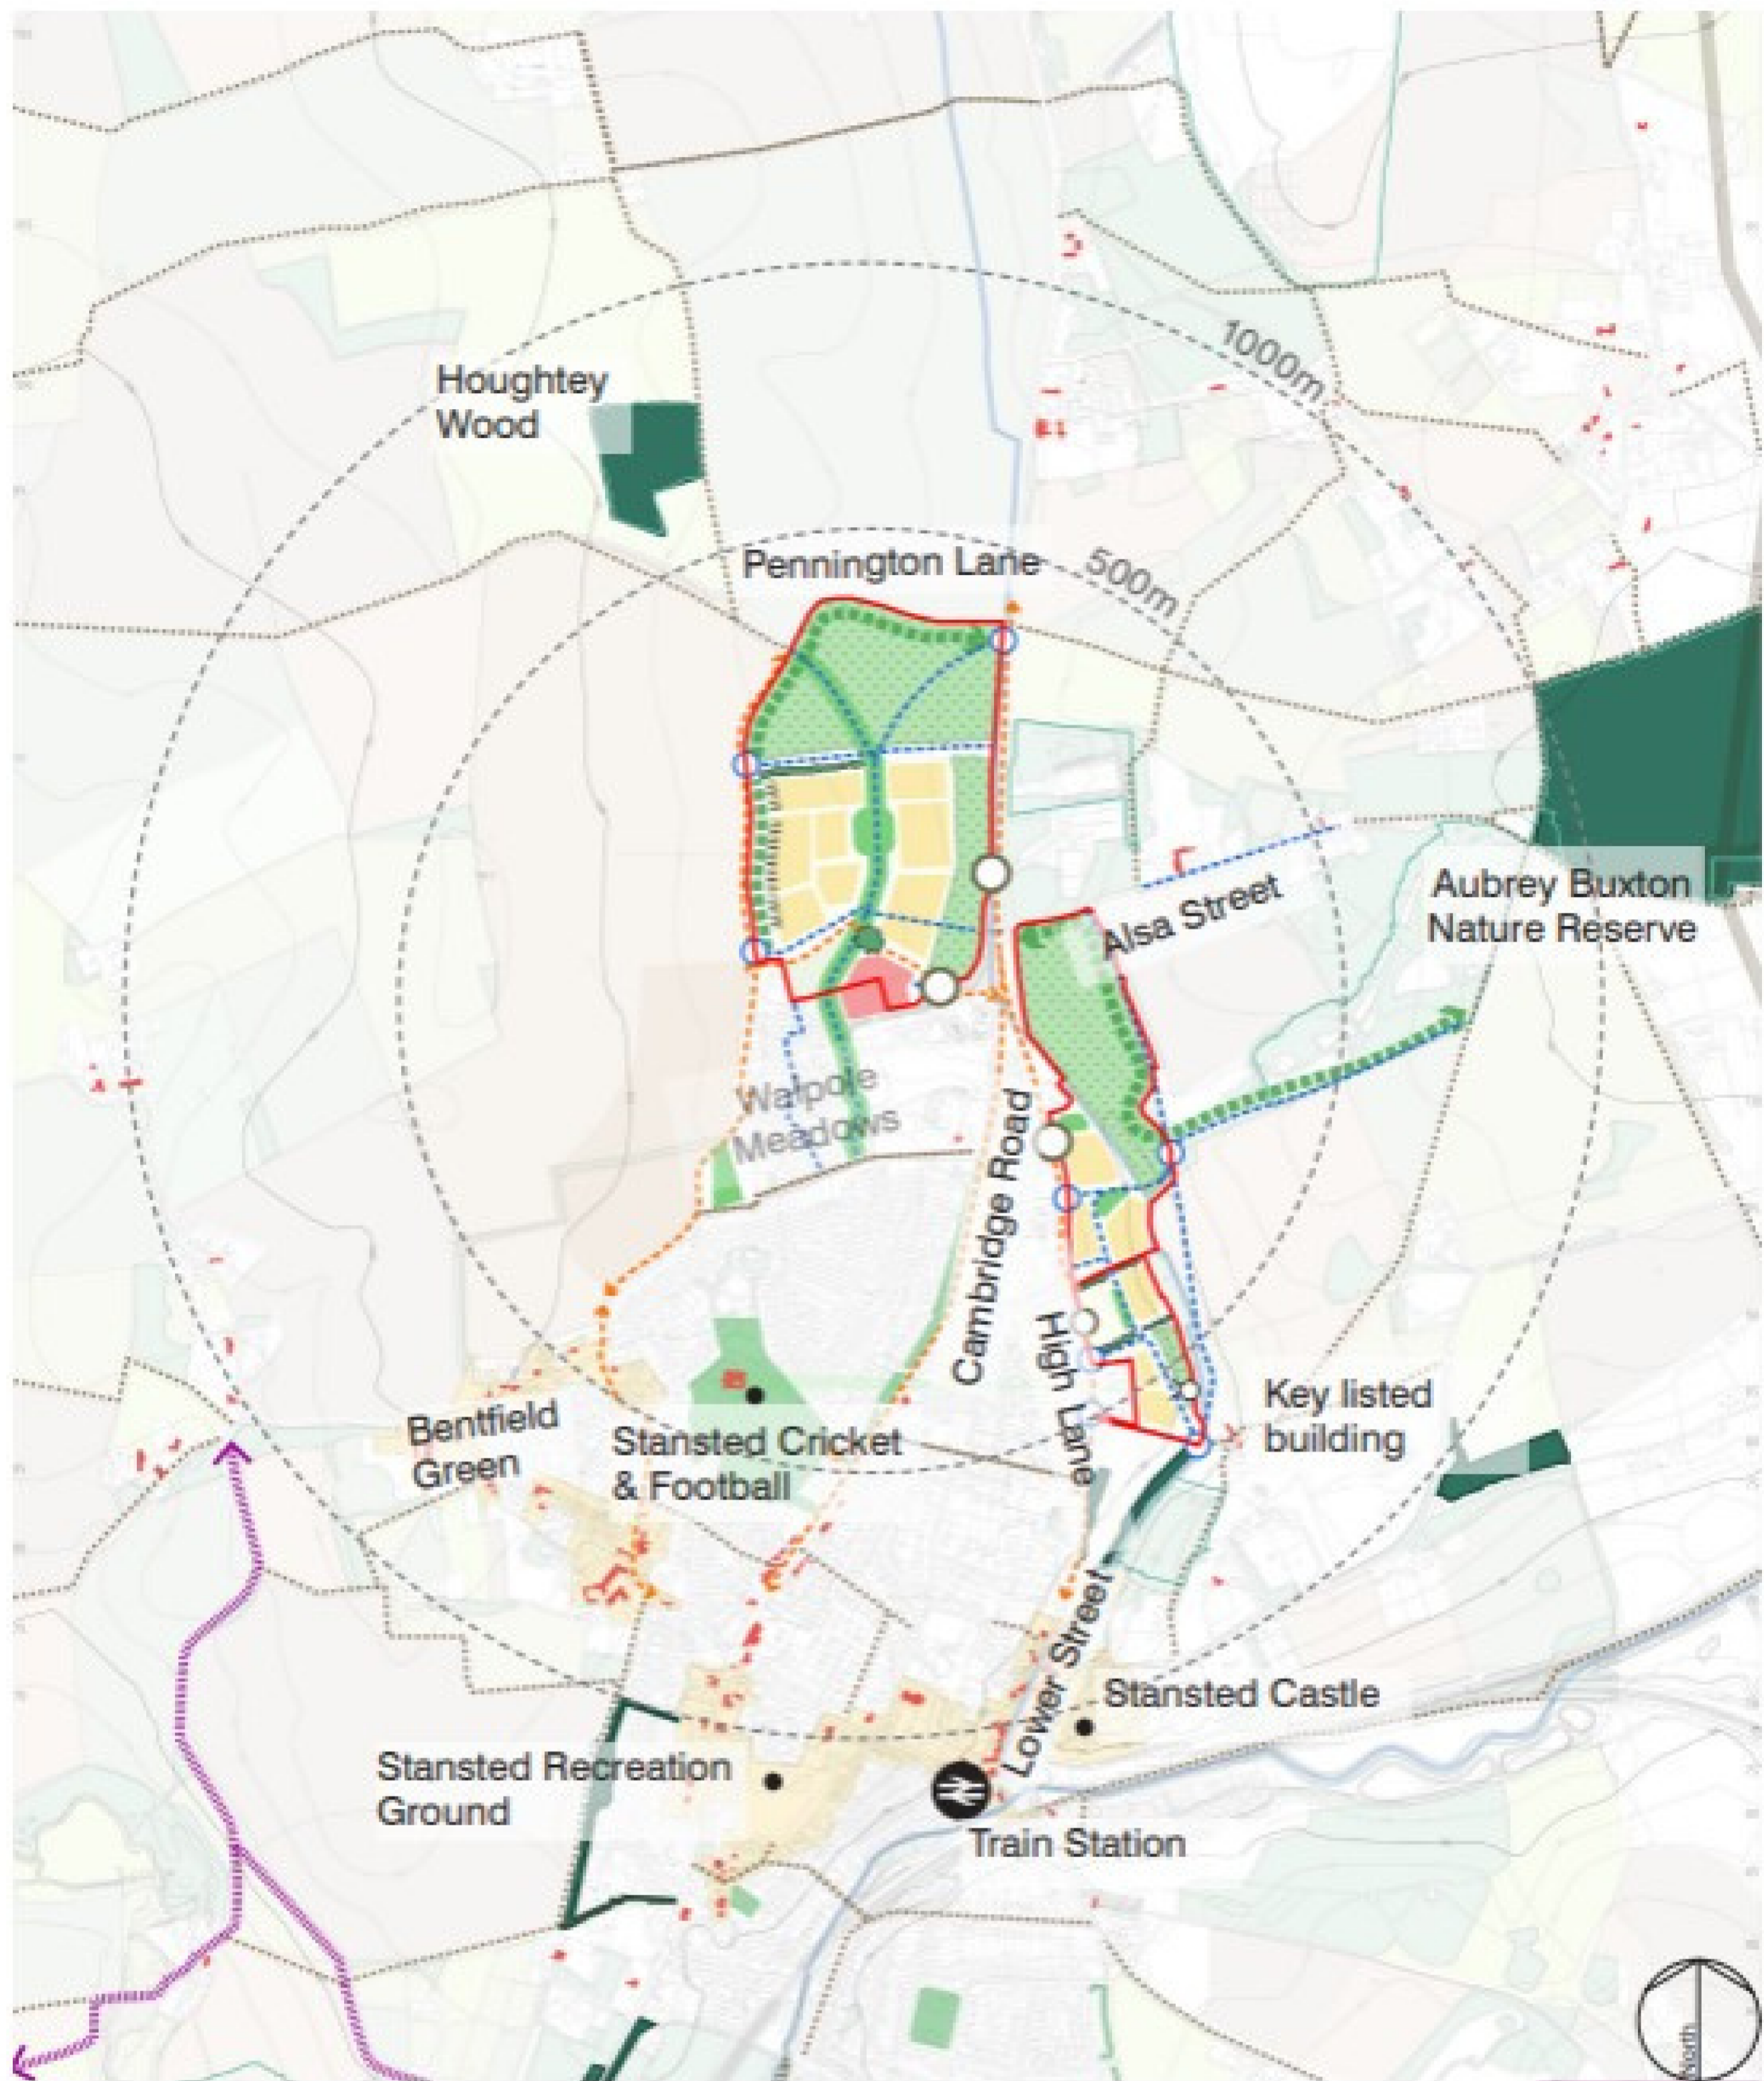 1000m
Houghtey
Wood
Pennington Lane
500m
Alsa Street
Aubrey Buxton
Nature Reserve
Walpole
Meadows
Cambridge Road
High Lane
Key listed
building
Bentfield
Green
Stansted Cricket
& Football
Lower Street
Stansted Castle
Stansted Recreation
Ground
Train Station
North